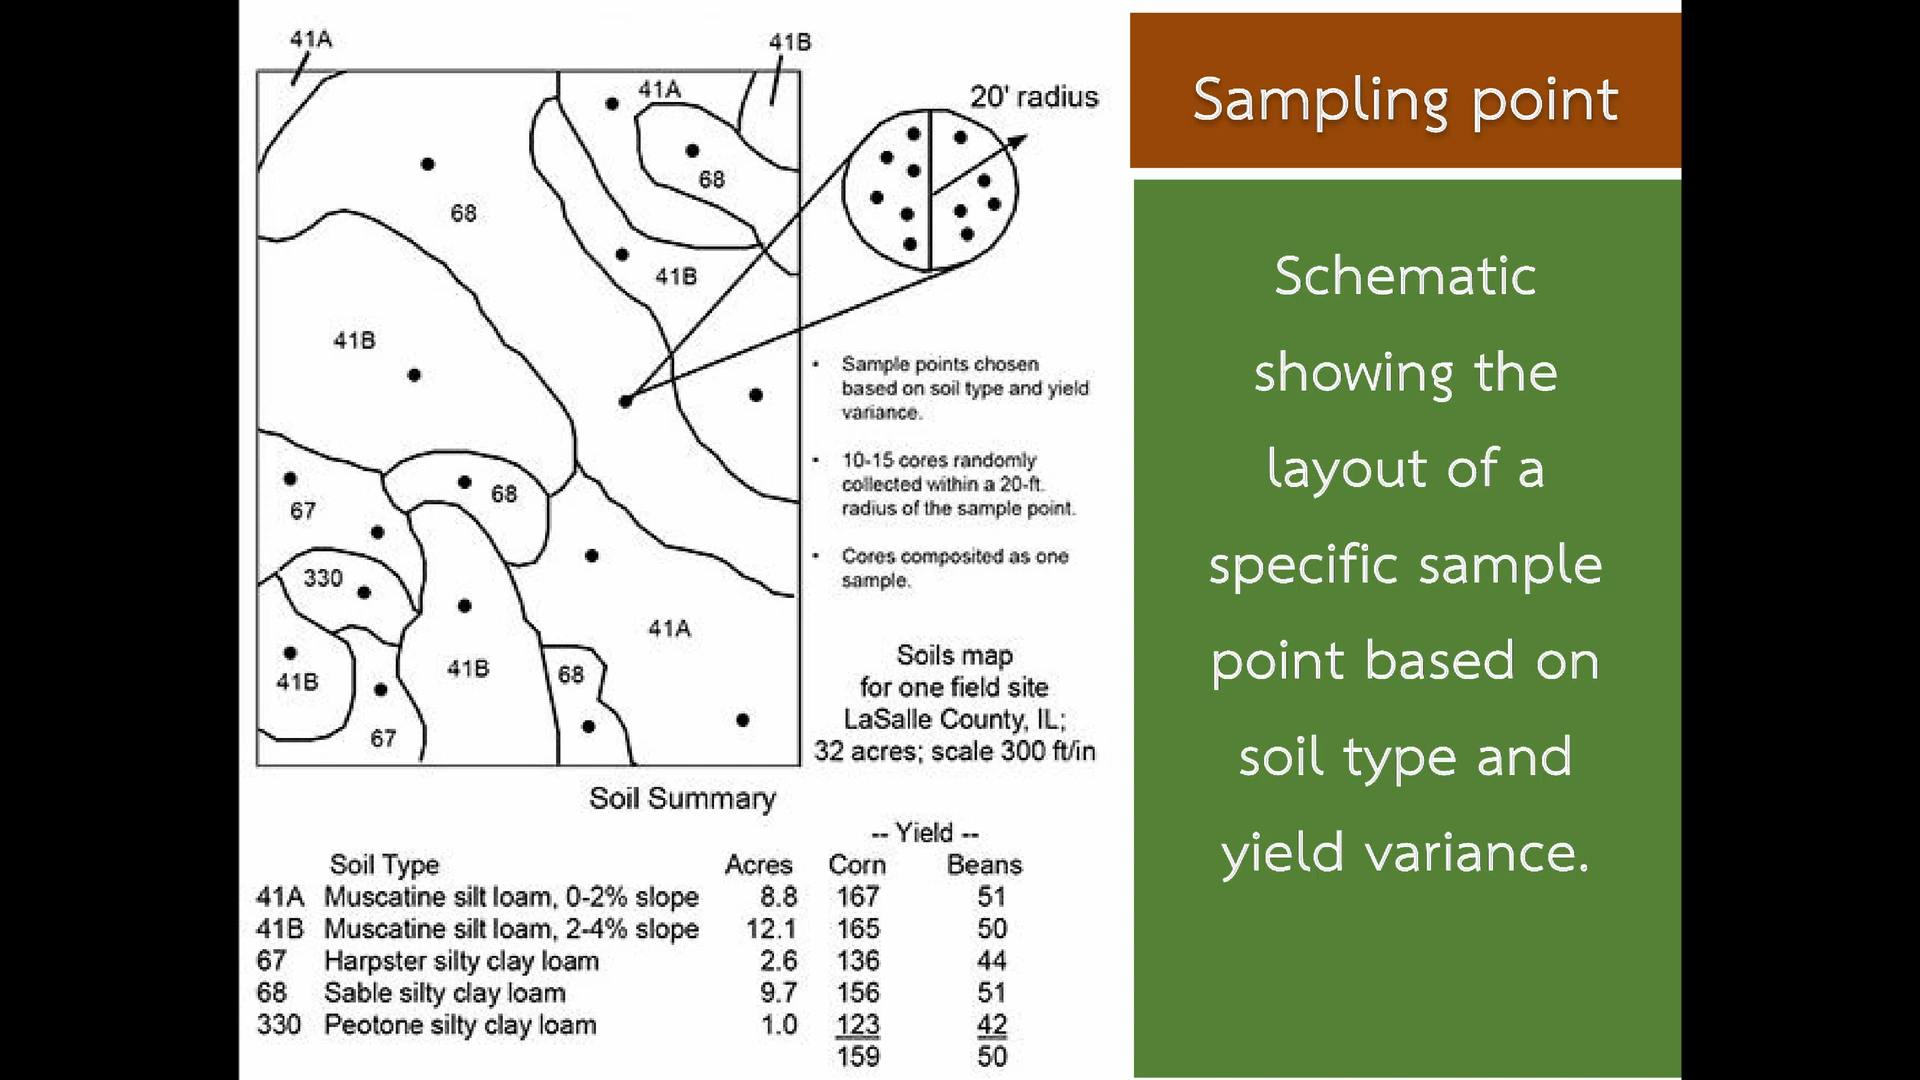 41A
41B
41A
20' radius
68
68
41B
41B
68
67
330
41A
41B
41B
68
67
• Sample points chosen
based on soil type and yield
variance.
• 10-15 cores randomly
collected within a 20-ft.
radius of the sample point.
• Cores composited as one
sample.
Soils map
for one field site
LaSalle County, IL;
32 acres; scale 300 ft/in
Soil Summary
-- Yield --
Soil Type Acres Corn Beans
41A Muscatine silt loam, 0-2% slope 8.8 167 51
41B Muscatine silt loam, 2-4% slope 12.1 165 50
67 Harpster silty clay loam 2.6 136 44
68 Sable silty clay loam 9.7 156 51
330 Peotone silty clay loam 1.0 123 42
159 50
Sampling point
Schematic
showing the
layout of a
specific sample
point based on
soil type and
yield variance.